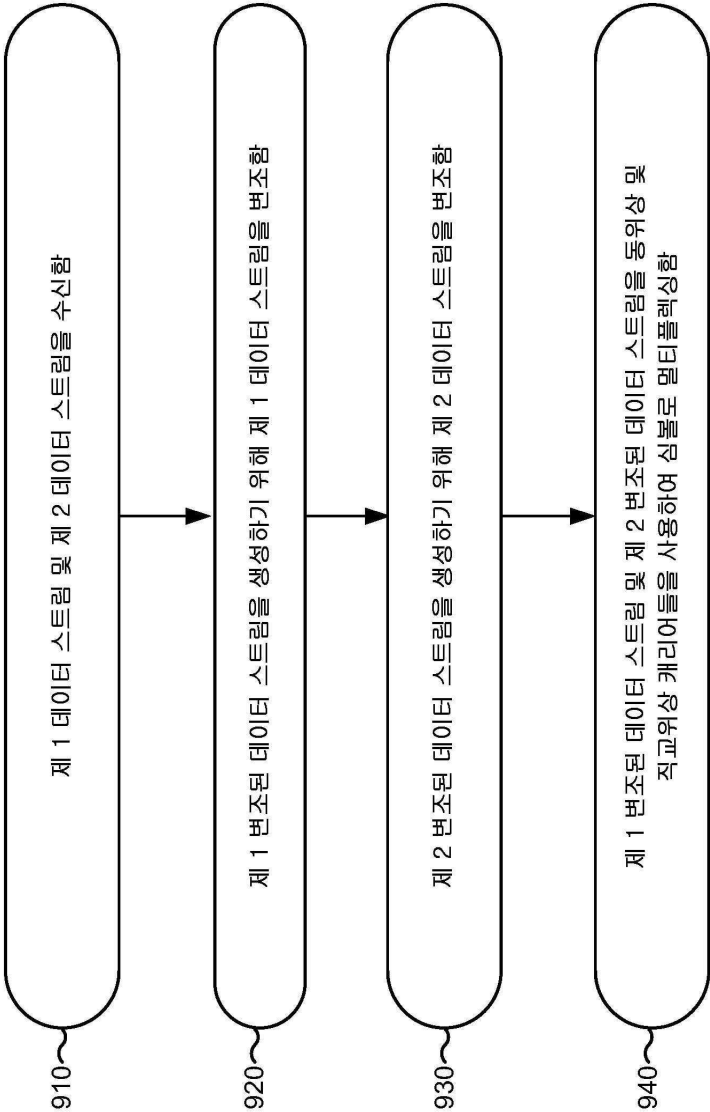 910
제 1 데이터 스트림 및 제 2 데이터 스트림을 수신함
920
제 1 변조된 데이터 스트림을 생성하기 위해 제 1 데이터 스트림을 변조함
930
제 2 변조된 데이터 스트림을 생성하기 위해 제 2 데이터 스트림을 변조함
940
제 1 변조된 데이터 스트림 및 제 2 변조된 데이터 스트림을 동위상 및
직교위상 캐리어들을 사용하여 심볼로 멀티플렉싱함